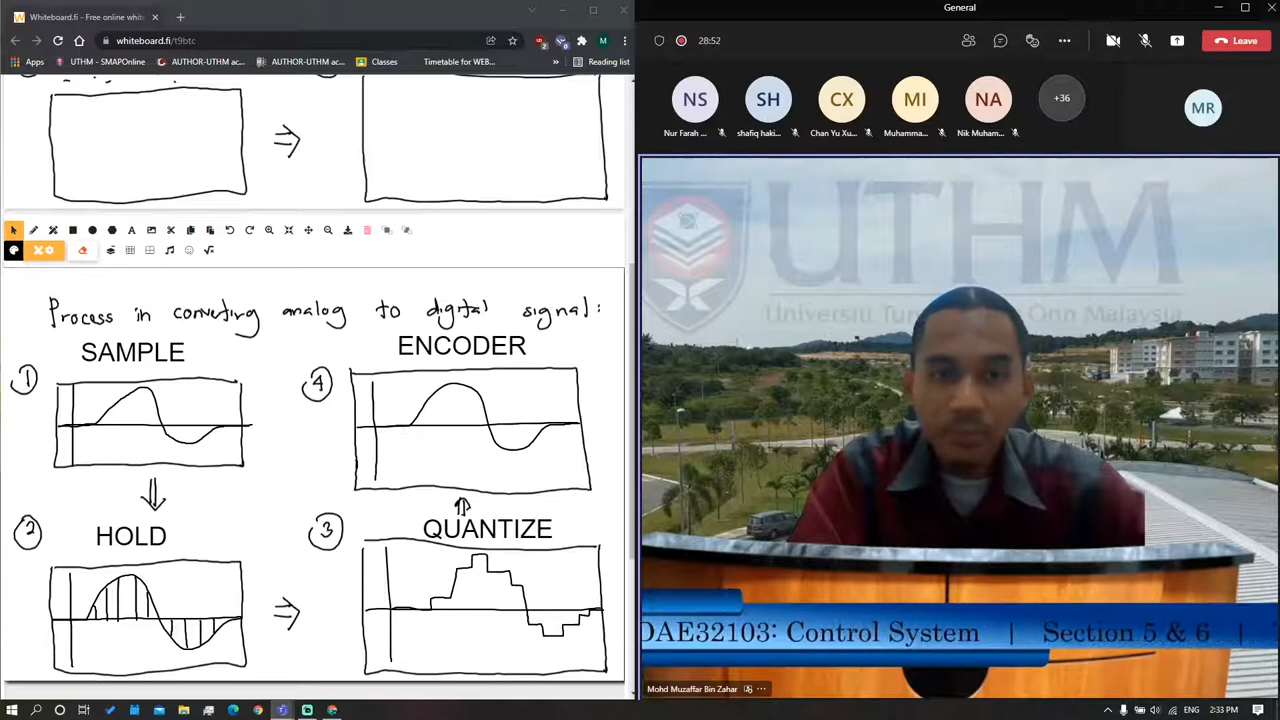 Whiteboard.fi - Free online whit
General
whiteboard.fi/t9btc
28:52
Leave
Apps
UTHM - SMAPOnline
AUTHOR-UTHM ac...
AUTHOR-UTHM ac...
Classes
Timetable for WEB...
Reading list
NS
SH
CX
MI
NA
+36
MR
Nur Farah ...
shafiq haki...
Chan Yu Xu...
Muhamma...
Nik Muham...
UTHM
Universiti Tun Onn Malaysia
Process in converting analog to digital signal:
1
SAMPLE
4
ENCODER
2
HOLD
3
QUANTIZE
DAE32103: Control System | Section 5 & 6 |
Mohd Muzaffar Bin Zahar
ENG
2:33 PM